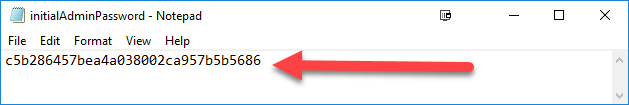 initialAdminPassword - Notepad
File Edit Format View Help
c5b286457bea4a038002ca957b5b5686